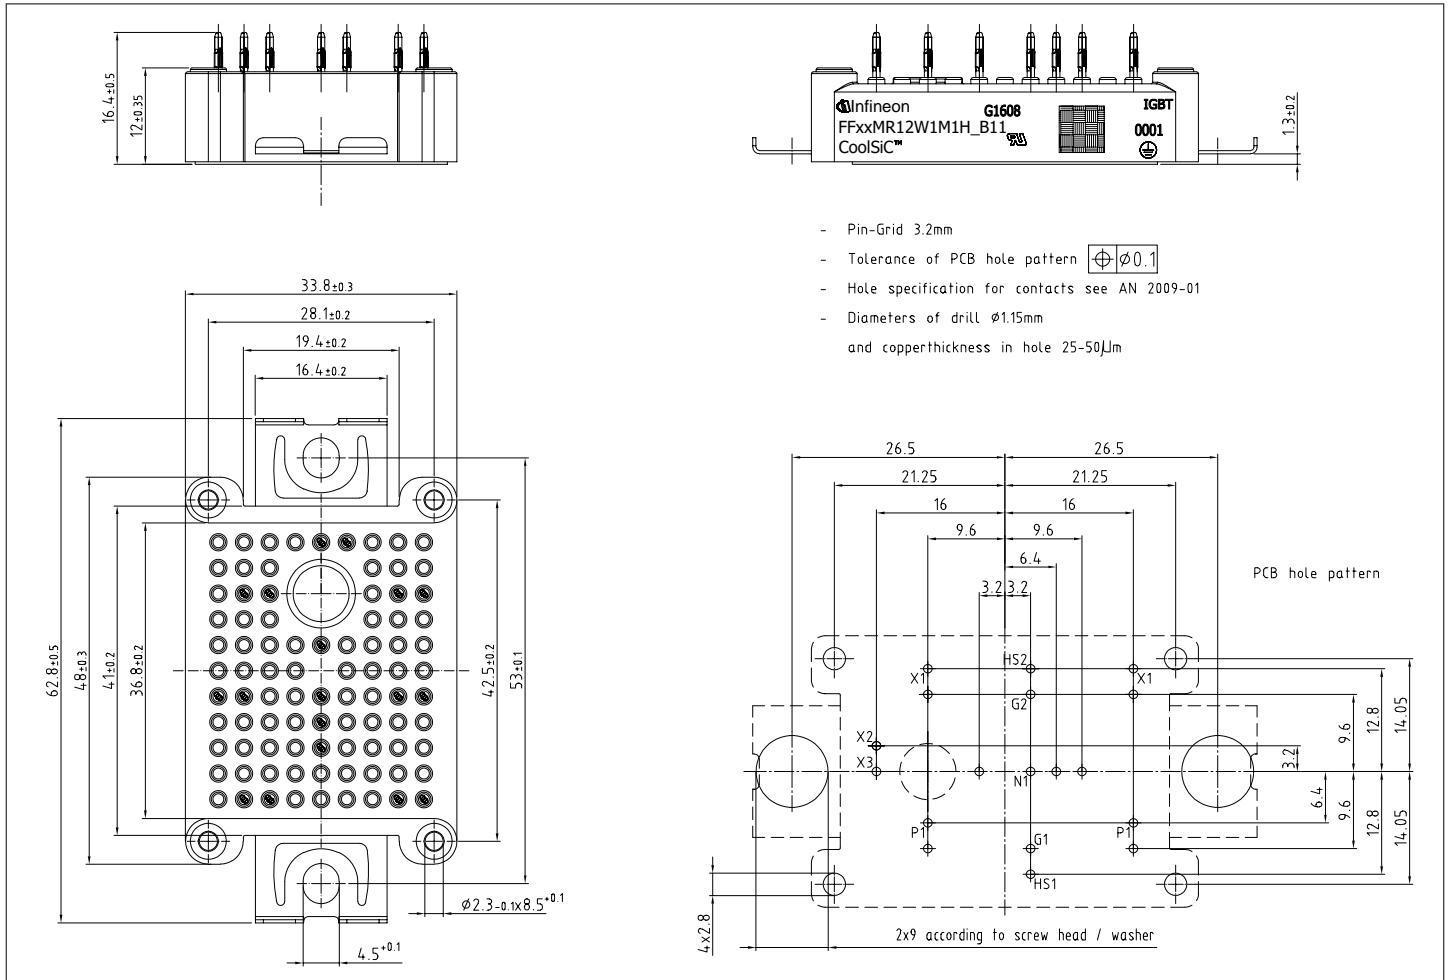 16.4±0.5
12±0.35
Infineon
G1608
IGBT
FFxxMR12W1M1H_B11
0001
CoolSiC™
1.3±0.2
- Pin-Grid 3.2mm
- Tolerance of PCB hole pattern ⌖ ⌀0.1
- Hole specification for contacts see AN 2009-01
- Diameters of drill ⌀1.15mm
and copperthickness in hole 25-50µm
33.8±0.3
28.1±0.2
19.4±0.2
16.4±0.2
62.8±0.5
48±0.3
41±0.2
36.8±0.2
42.5±0.2
53±0.1
⌀2.3-0.1x8.5+0.1
4.5+0.1
26.5 26.5
21.25 21.25
16 16
9.6 9.6
6.4
3.2 3.2
PCB hole pattern
HS2
X1 X1
G2
X2
X3
N1
P1 P1
G1
HS1
3.2
9.6
12.8
14.05
6.4
9.6
12.8
14.05
4x2.8
2x9 according to screw head / washer